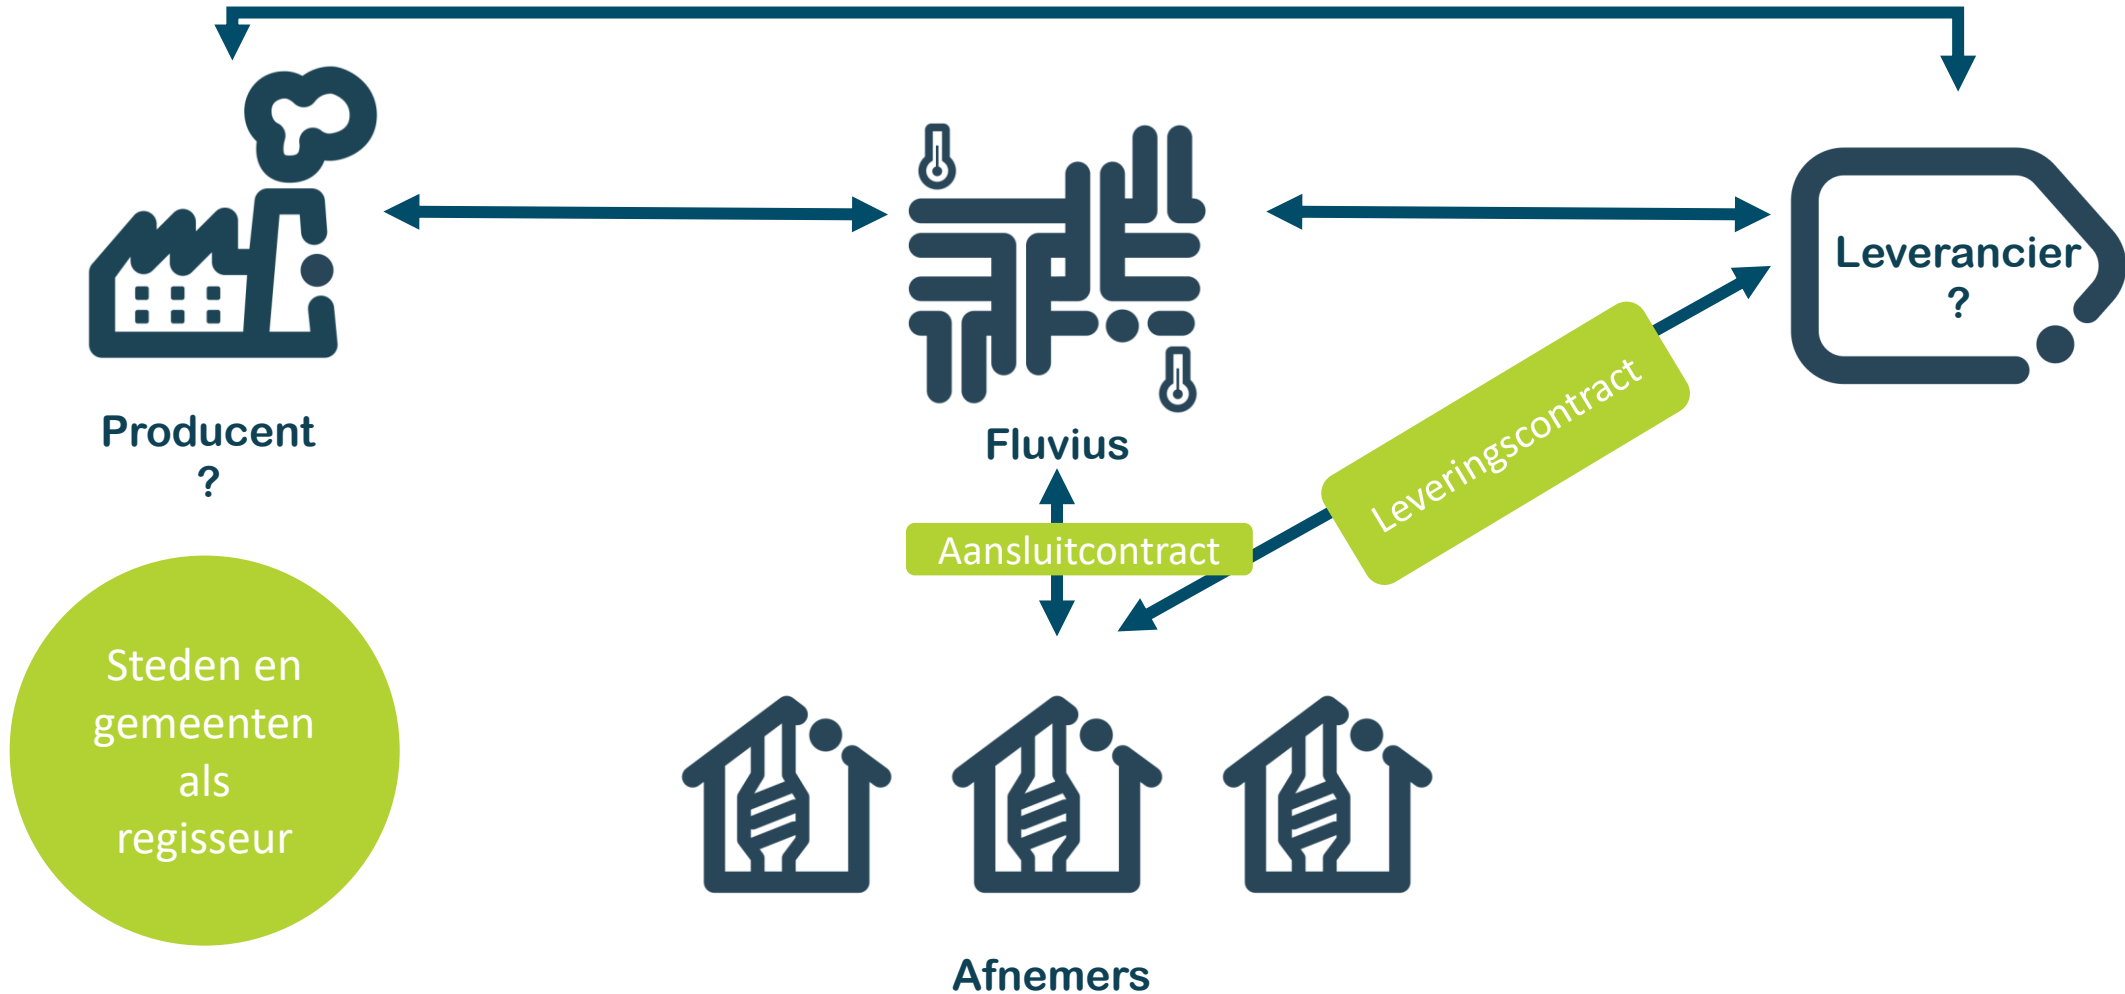 Producent
?
Fluvius
Leverancier
?
Leveringscontract
Aansluitcontract
Steden en
gemeenten
als
regisseur
Afnemers